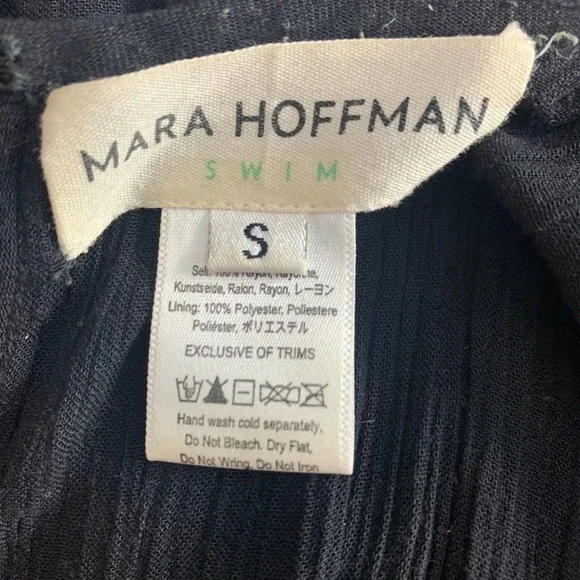 MARA HOFFMAN
SWIM
S
Self: 100% Rayon, Rayonne,
Kunstseide, Raion, Rayon, レーヨン
Lining: 100% Polyester, Poliestere
Poliéster, ポリエステル
EXCLUSIVE OF TRIMS
Hand wash cold separately,
Do Not Bleach. Dry Flat,
Do Not Wring. Do Not Iron